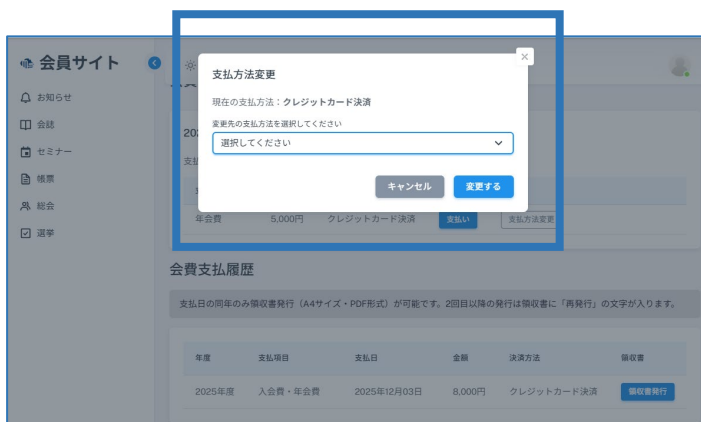 会員サイト
お知らせ
会誌
セミナー
帳票
総会
選挙
支払方法変更
現在の支払方法：クレジットカード決済
変更先の支払方法を選択してください
選択してください
キャンセル 変更する
202
支払
年会費 5,000円 クレジットカード決済 支払い 支払方法変更
会費支払履歴
支払日の同年のみ領収書発行（A4サイズ・PDF形式）が可能です。2回目以降の発行は領収書に「再発行」の文字が入ります。
年度 支払項目 支払日 金額 決済方法 領収書
2025年度 入会費・年会費 2025年12月03日 8,000円 クレジットカード決済 領収書発行